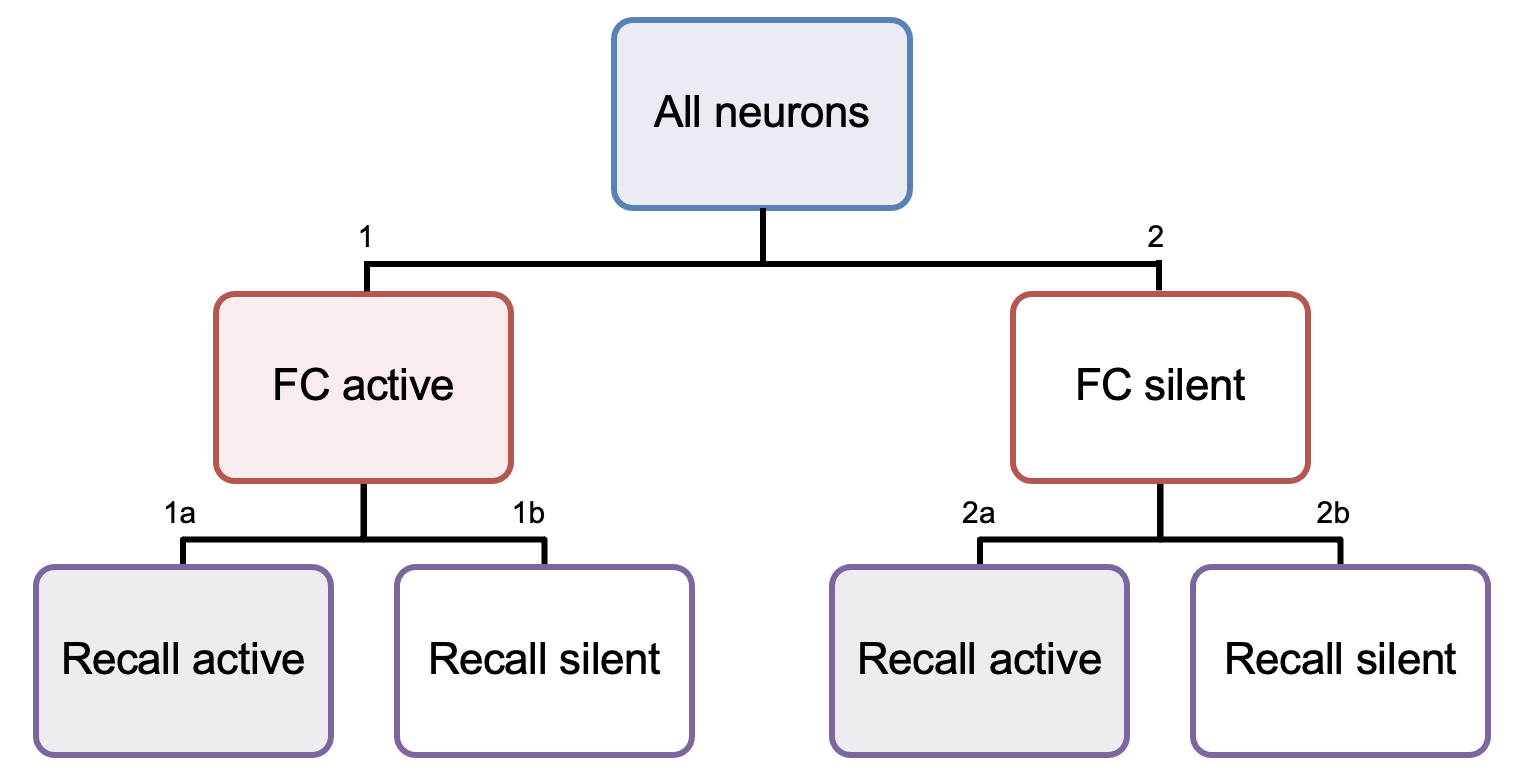 All neurons
1
2
FC active
FC silent
1a
1b
2a
2b
Recall active
Recall silent
Recall active
Recall silent